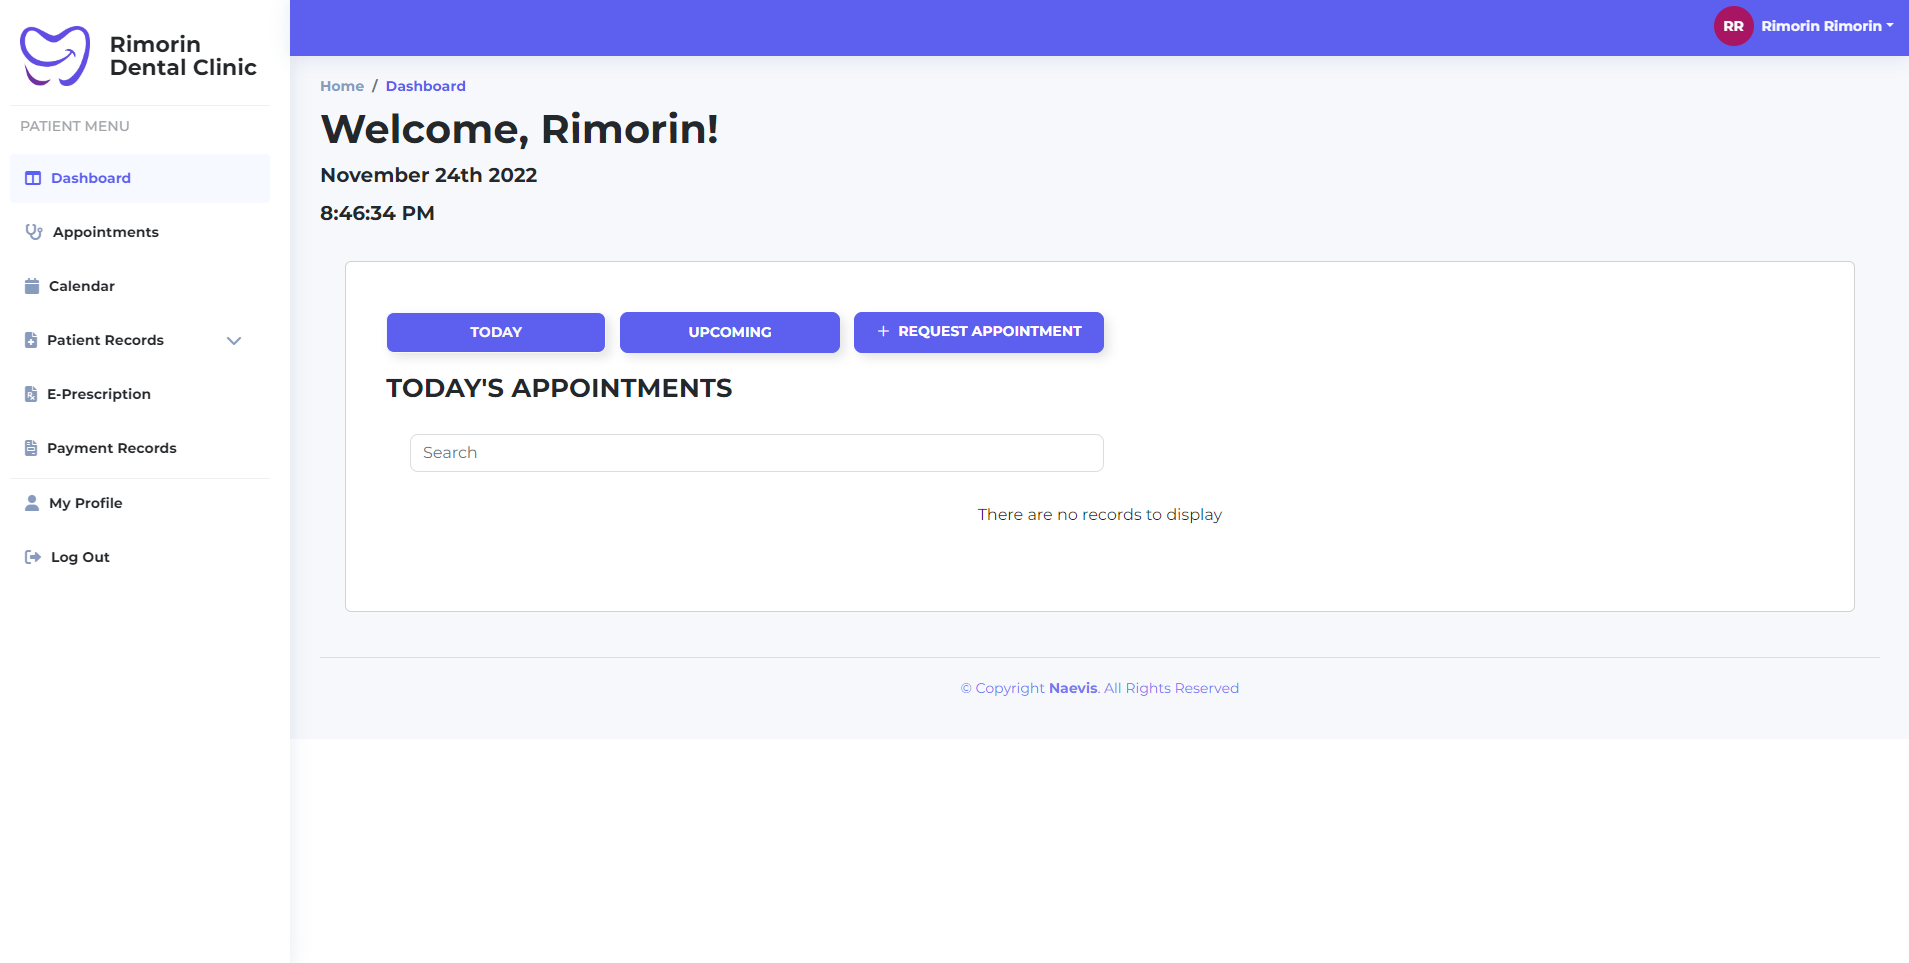 Rimorin
Dental Clinic
PATIENT MENU
Dashboard
Appointments
Calendar
Patient Records
E-Prescription
Payment Records
My Profile
Log Out
RR Rimorin Rimorin
Home / Dashboard
Welcome, Rimorin!
November 24th 2022
8:46:34 PM
TODAY UPCOMING + REQUEST APPOINTMENT
TODAY'S APPOINTMENTS
Search
There are no records to display
© Copyright Naevis. All Rights Reserved